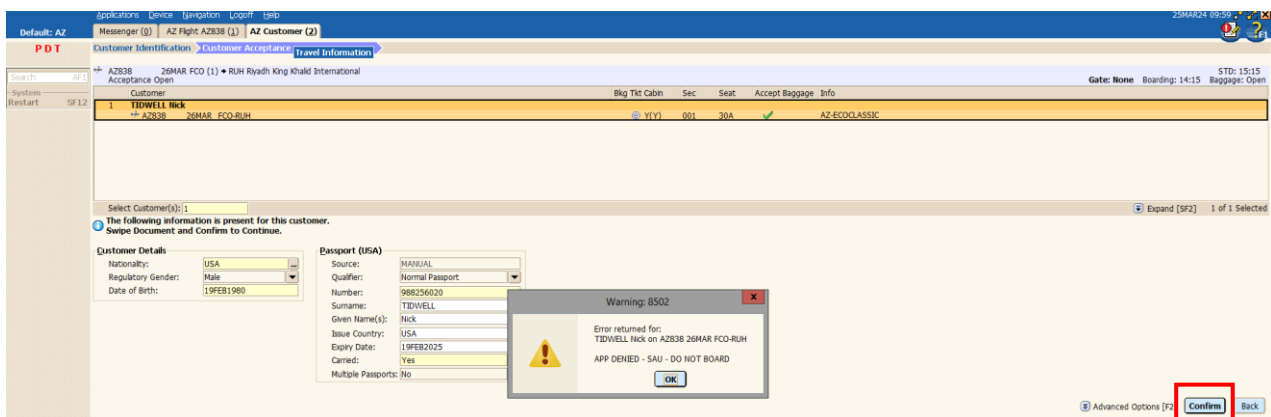 Applications Device Navigation Logoff Help
25MAR24 09:59
Default: AZ
Messenger (0) AZ Flight AZ838 (1) AZ Customer (2)
F1
PDT
Customer Identification Customer Acceptance Travel Information
Search AF1
AZ838 26MAR FCO (1) → RUH Riyadh King Khalid International STD: 15:15
Acceptance Open Gate: None Boarding: 14:15 Baggage: Open
System
Restart SF12
Customer Bkg Tkt Cabin Sec Seat Accept Baggage Info
1 TIDWELL Nick
AZ838 26MAR FCO-RUH Y(Y) 001 30A AZ-ECOCLASSIC
Select Customer(s): 1 Expand [SF2] 1 of 1 Selected
The following information is present for this customer.
Swipe Document and Confirm to Continue.
Customer Details
Nationality: USA ...
Regulatory Gender: Male
Date of Birth: 19FEB1980
Passport (USA)
Source: MANUAL
Qualifier: Normal Passport
Number: 988256020
Surname: TIDWELL
Given Name(s): Nick
Issue Country: USA
Expiry Date: 19FEB2025
Carried: Yes
Multiple Passports: No
Warning: 8502
x
Error returned for:
TIDWELL Nick on AZ838 26MAR FCO-RUH
APP DENIED - SAU - DO NOT BOARD
OK
Advanced Options [F2] Confirm Back